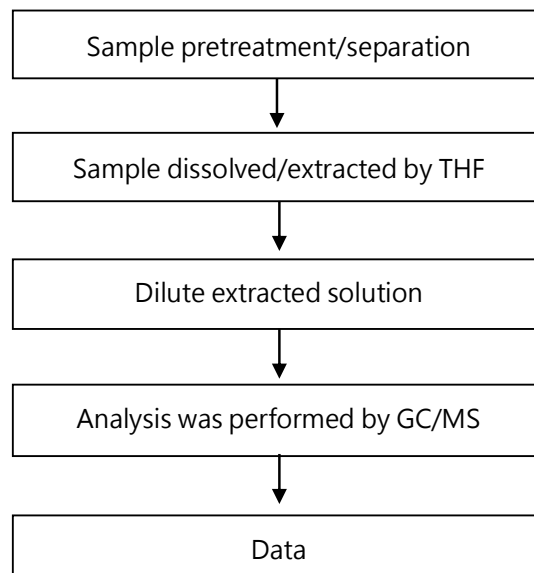 Sample pretreatment/separation
Sample dissolved/extracted by THF
Dilute extracted solution
Analysis was performed by GC/MS
Data